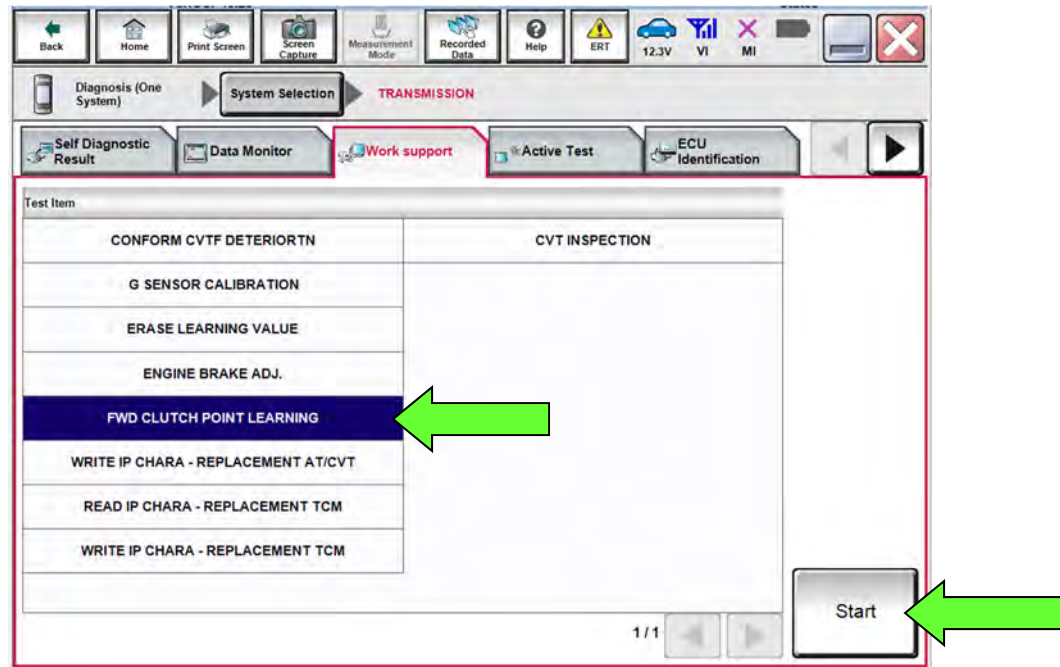 Back
Home
Print Screen
Screen
Capture
Measurement
Mode
Recorded
Data
Help
ERT
12.3V
VI
MI
Diagnosis (One
System)
System Selection
TRANSMISSION
Self Diagnostic
Result
Data Monitor
Work support
Active Test
ECU
Identification
Test Item
CONFORM CVTF DETERIORTN
CVT INSPECTION
G SENSOR CALIBRATION
ERASE LEARNING VALUE
ENGINE BRAKE ADJ.
FWD CLUTCH POINT LEARNING
WRITE IP CHARA - REPLACEMENT AT/CVT
READ IP CHARA - REPLACEMENT TCM
WRITE IP CHARA - REPLACEMENT TCM
Start
1/1